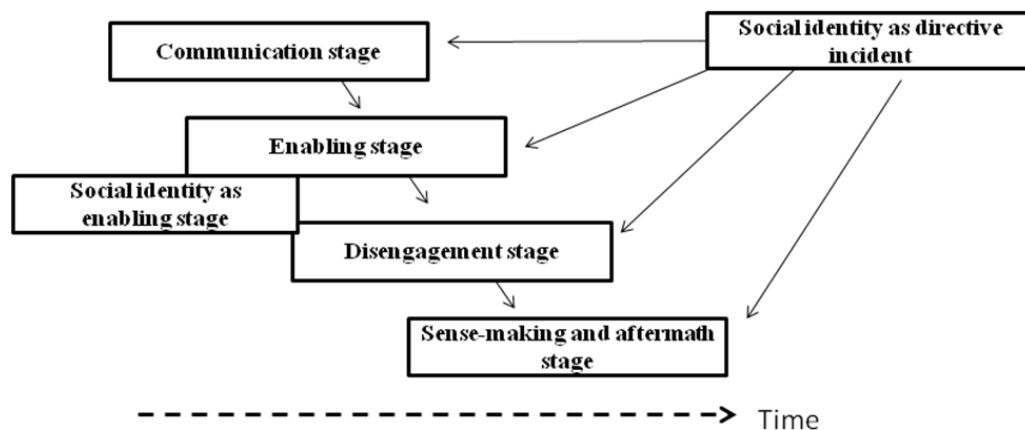 Communication stage
Social identity as directive
incident
Enabling stage
Social identity as
enabling stage
Disengagement stage
Sense-making and aftermath
stage
Time